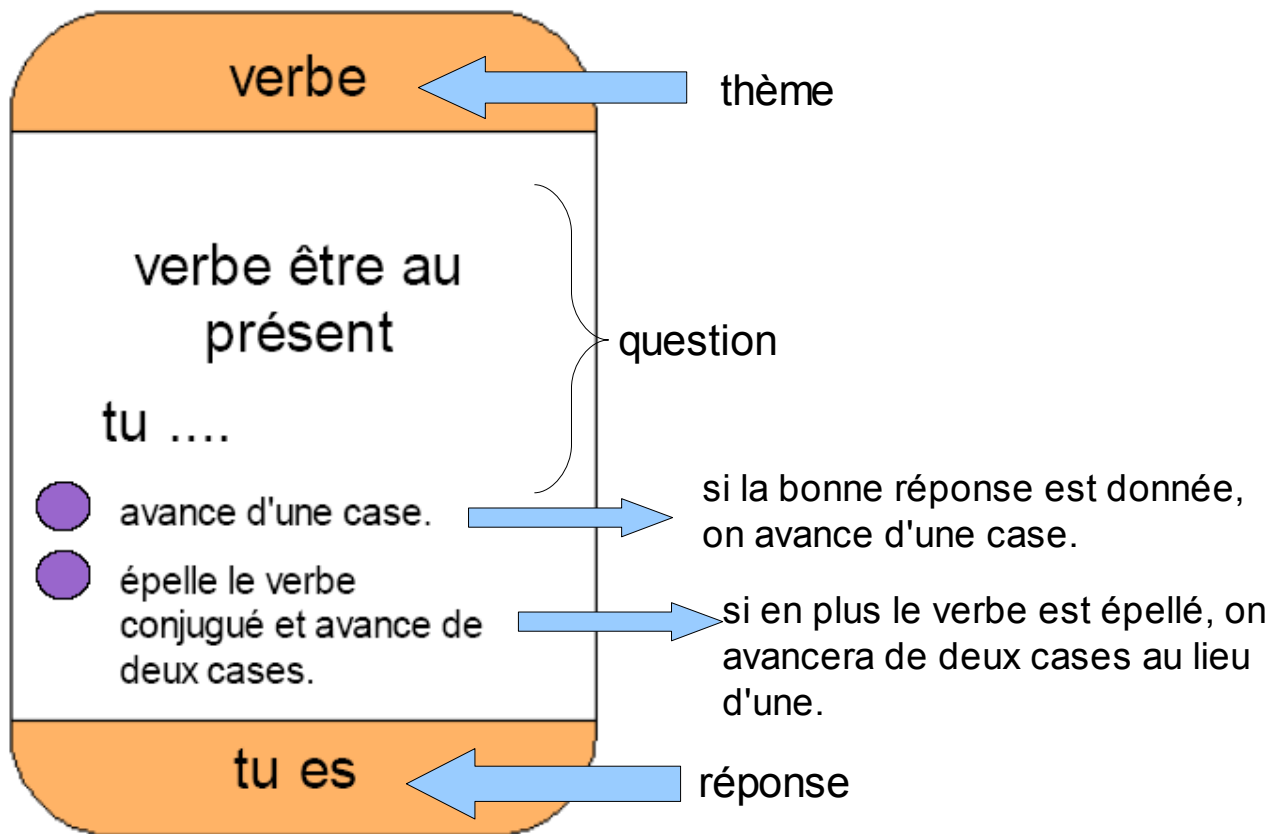 verbe
thème
verbe être au
présent
tu ....
question
avance d'une case.
si la bonne réponse est donnée,
on avance d'une case.
épelle le verbe
conjugué et avance de
deux cases.
si en plus le verbe est épellé, on
avancera de deux cases au lieu
d'une.
tu es
réponse